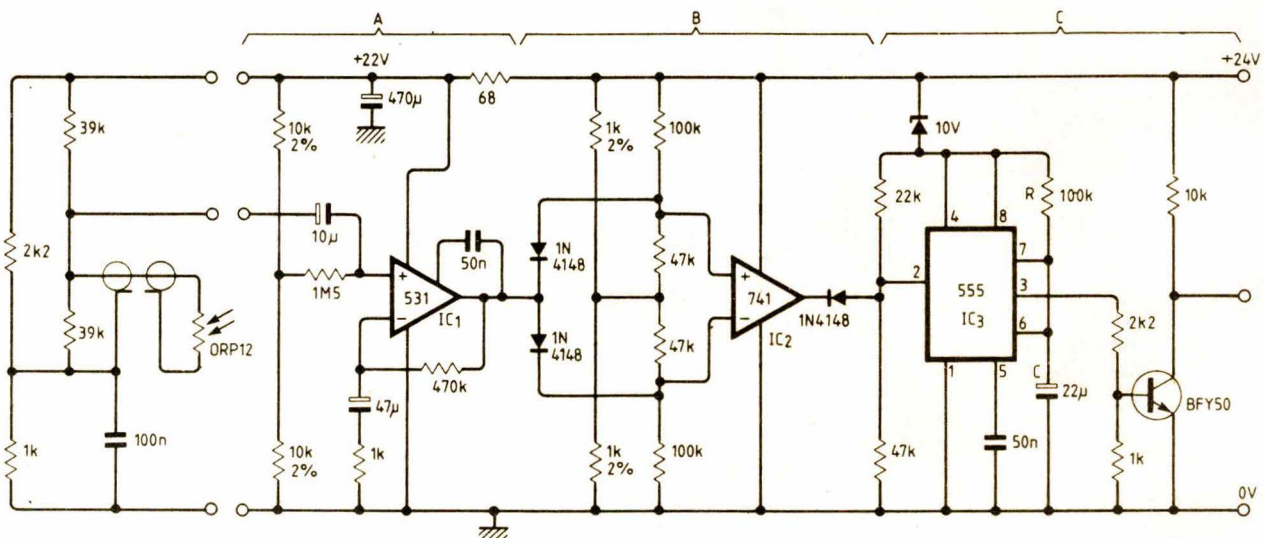 A
B
C
+22V
+24V
470μ
68
39k
10k
2%
1k
2%
100k
10V
10k
22k
R
100k
4
8
2k2
10μ
50n
1N
4148
47k
7
1M5
+
531
−
IC1
+
741
−
IC2
1N4148
2
555
IC3
3
6
39k
ORP12
1N
4148
47k
2k2
470k
1
5
C
22μ
BFY50
47μ
1k
100n
10k
2%
1k
1k
2%
100k
47k
50n
1k
0V